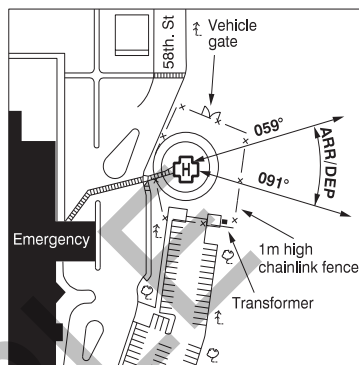 58th. St
Vehicle
gate
059°
ARR/DEP
H
091°
Emergency
1m high
chainlink fence
Transformer